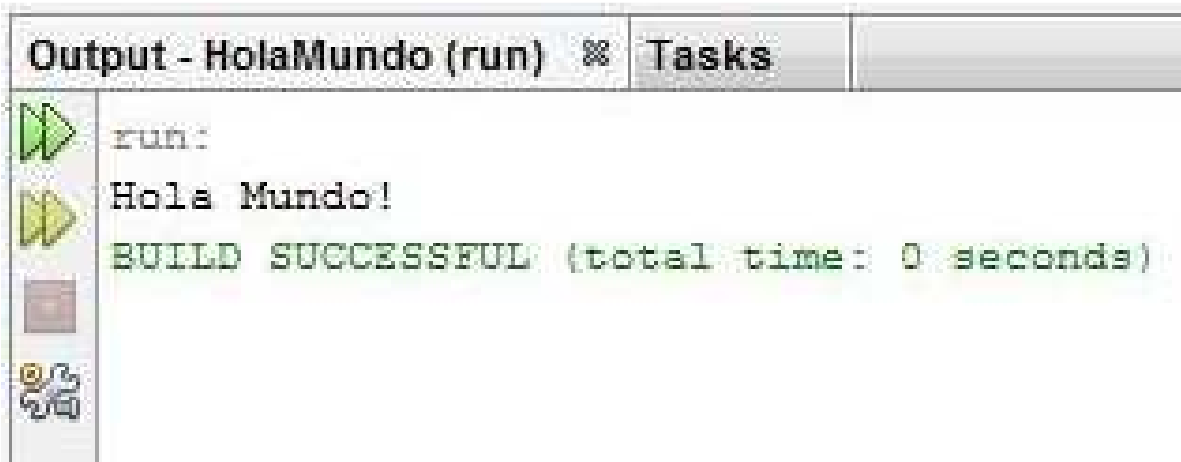 Output - HolaMundo (run) Tasks
run:
Hola Mundo!
BUILD SUCCESSFUL (total time: 0 seconds)